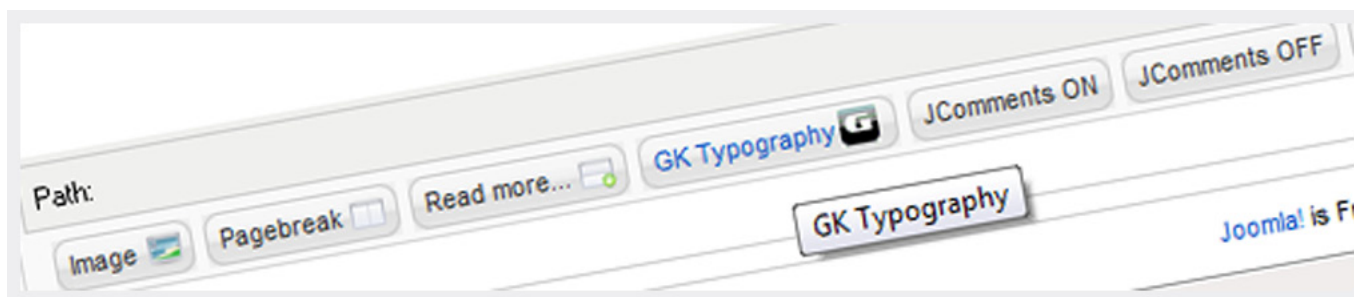 Path:
Image Pagebreak Read more... GK Typography JComments ON JComments OFF
GK Typography
Joomla! is